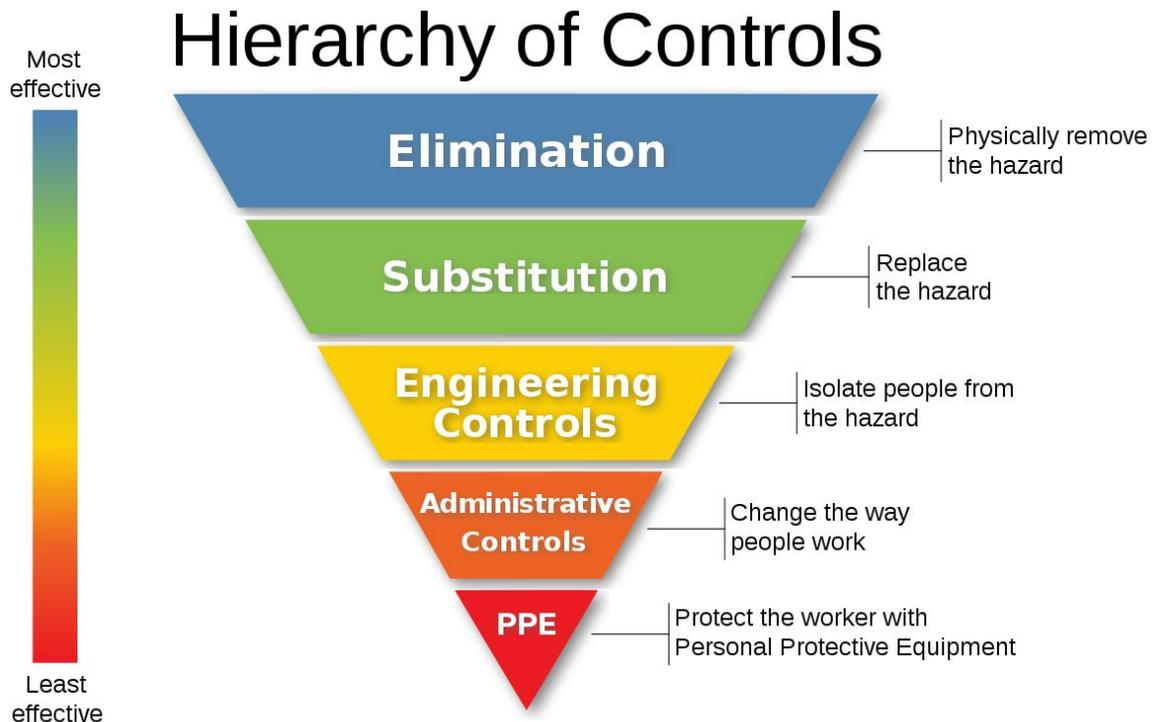 Hierarchy of Controls
Most
effective
Elimination
Physically remove
the hazard
Substitution
Replace
the hazard
Engineering
Controls
Isolate people from
the hazard
Administrative
Controls
Change the way
people work
PPE
Protect the worker with
Personal Protective Equipment
Least
effective